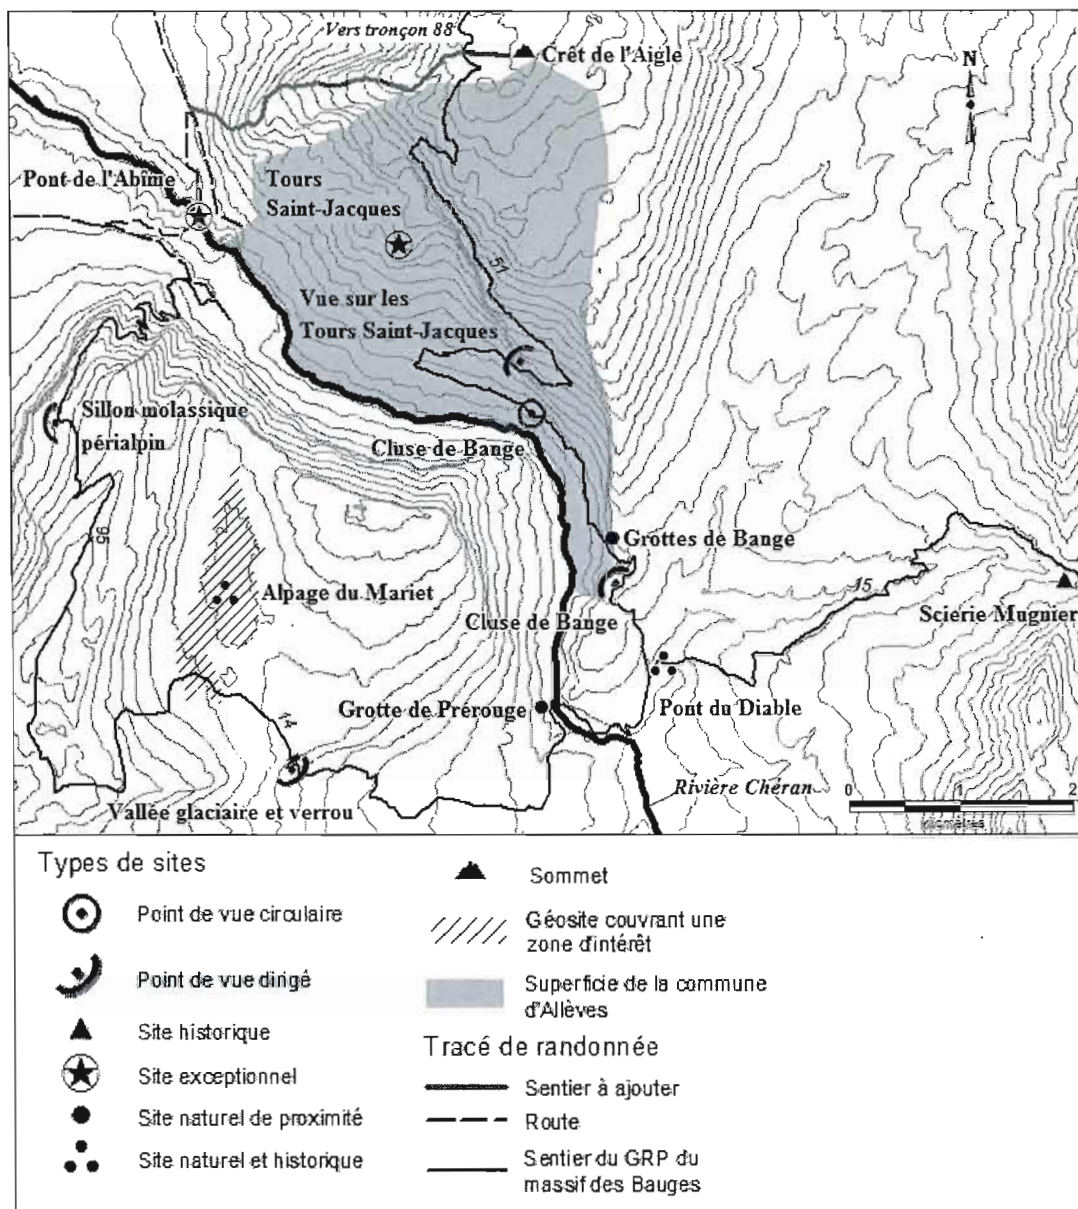 Vers tronçon 88
Crêt de l'Aigle
N
Pont de l'Abîme
Tours
Saint-Jacques
51
Vue sur les
Tours Saint-Jacques
Sillon molassique
périalpin
Cluse de Bange
95
Grottes de Bange
Alpage du Mariet
15
Cluse de Bange
Scierie Mugnier
Grotte de Prérouge
Pont du Diable
14
Rivière Chéran
Vallée glaciaire et verrou
0 1 2
kilomètres
Types de sites
Point de vue circulaire
Point de vue dirigé
Site historique
Site exceptionnel
Site naturel de proximité
Site naturel et historique
Sommet
Géosite couvrant une
zone d'intérêt
Superficie de la commune
d'Allèves
Tracé de randonnée
Sentier à ajouter
Route
Sentier du GRP du
massif des Bauges